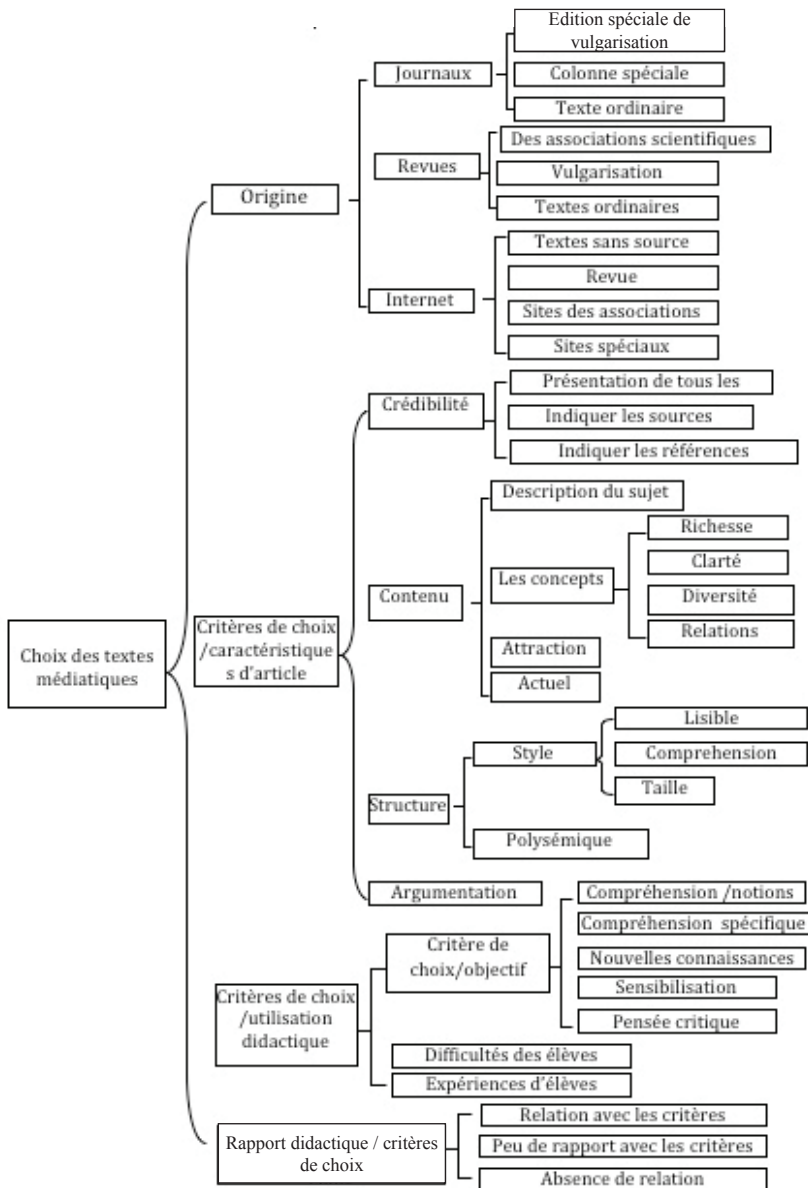 Edition spéciale de
vulgarisation
Journaux
Colonne spéciale
Texte ordinaire
Des associations scientifiques
Revues
Vulgarisation
Textes ordinaires
Origine
Textes sans source
Revue
Internet
Sites des associations
Sites spéciaux
Présentation de tous les
Crédibilité
Indiquer les sources
Indiquer les références
Description du sujet
Richesse
Les concepts
Clarté
Contenu
Diversité
Relations
Attraction
Actuel
Critères de choix
/caractéristique
s d'article
Choix des textes
médiatiques
Lisible
Style
Comprehension
Taille
Structure
Polysémique
Argumentation
Compréhension /notions
Compréhension spécifique
Critère de
choix/objectif
Nouvelles connaissances
Sensibilisation
Pensée critique
Critères de choix
/utilisation
didactique
Difficultés des élèves
Expériences d'élèves
Relation avec les critères
Rapport didactique / critères
de choix
Peu de rapport avec les critères
Absence de relation